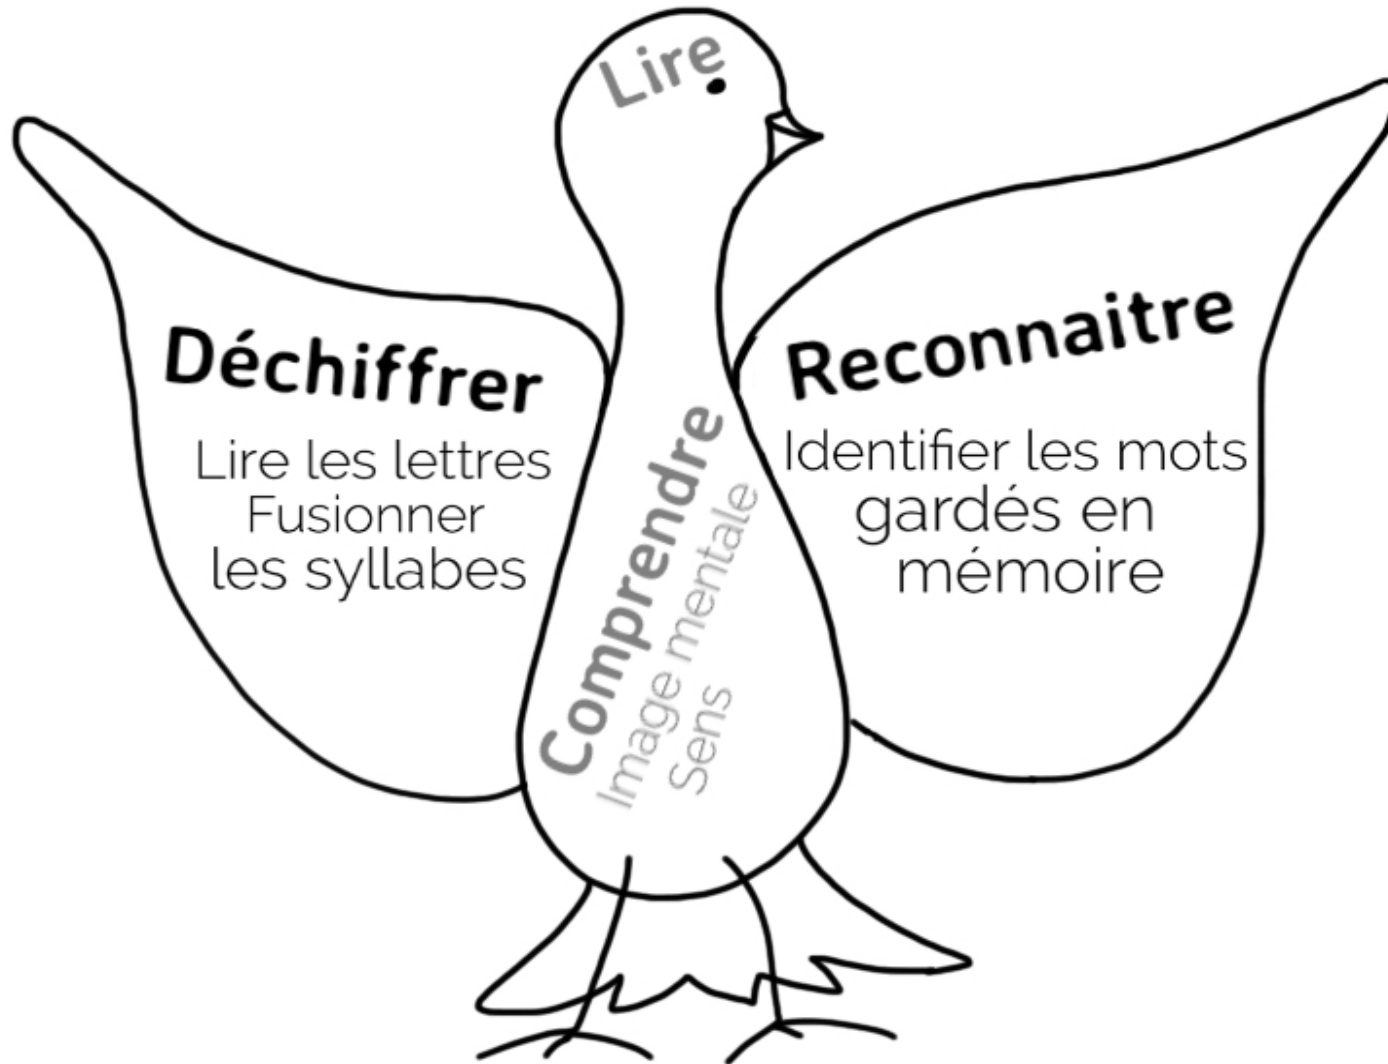 Lire
Déchiffrer
Lire les lettres
Fusionner
les syllabes
Comprendre
Image mentale
Sens
Reconnaitre
Identifier les mots
gardés en
mémoire